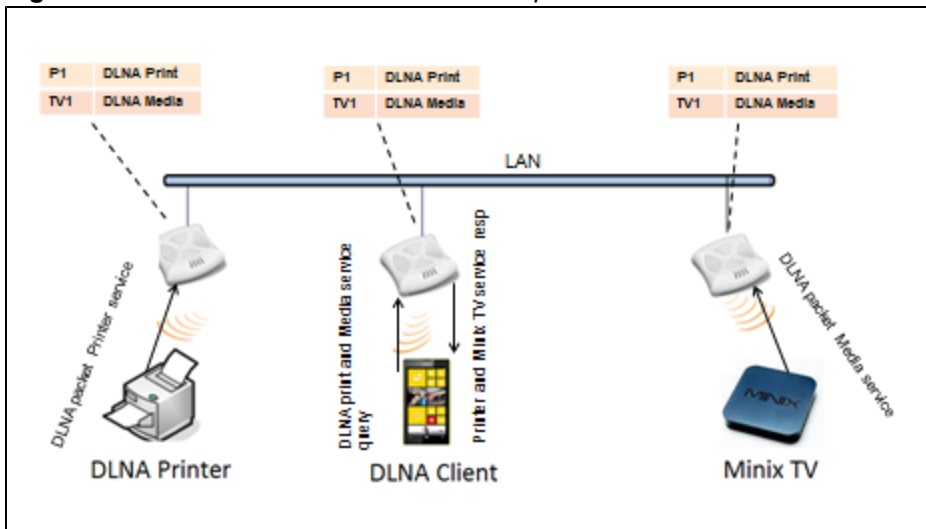 P1 DLNA Print
TV1 DLNA Media
P1 DLNA Print
TV1 DLNA Media
P1 DLNA Print
TV1 DLNA Media
LAN
DLNA packet Printer service
DLNA print and Media service
query
Printer and Minix TV service resp
DLNA packet Media service
MINIX
DLNA Printer
DLNA Client
Minix TV